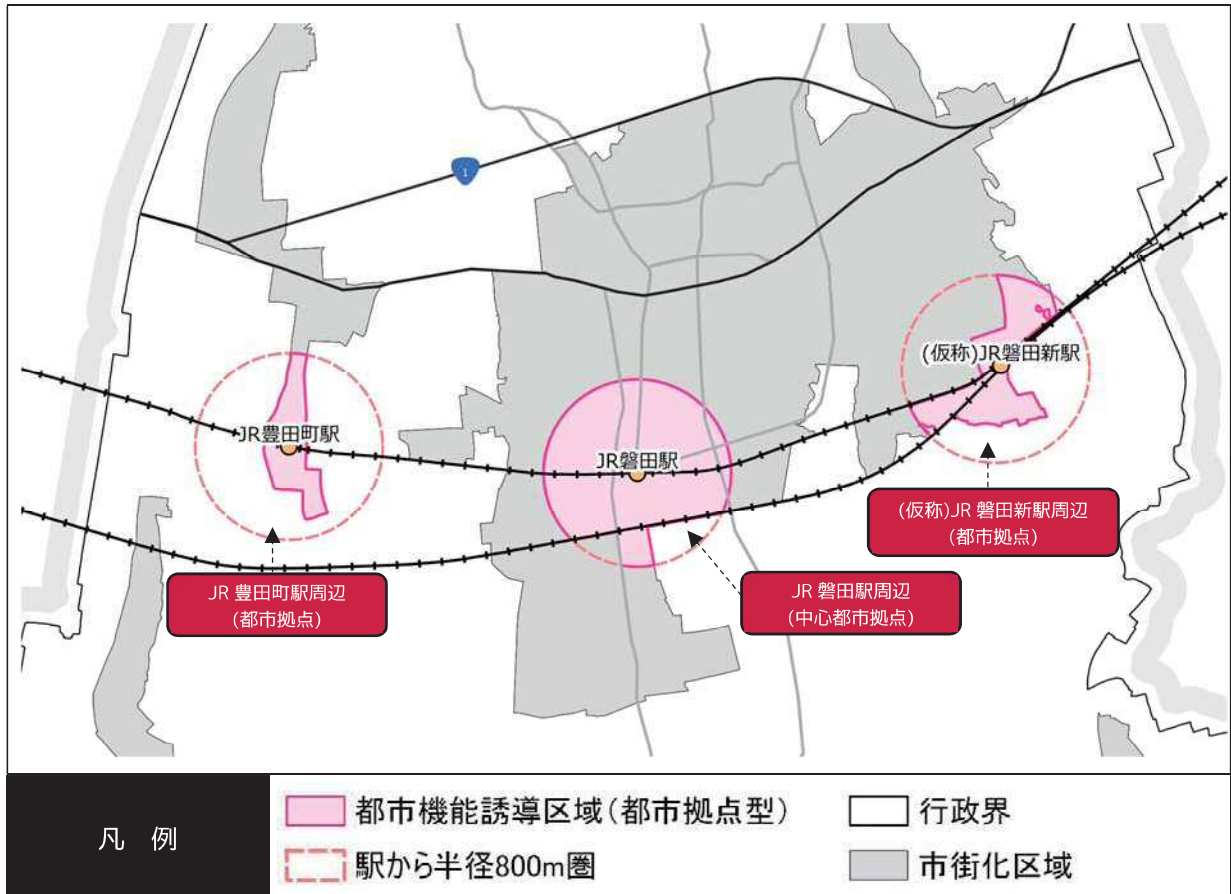 1
(仮称)JR磐田新駅
JR豊田町駅
JR磐田駅
(仮称)JR 磐田新駅周辺
(都市拠点)
JR 豊田町駅周辺
(都市拠点)
JR 磐田駅周辺
(中心都市拠点)
凡 例
都市機能誘導区域(都市拠点型)
行政界
駅から半径800m圏
市街化区域